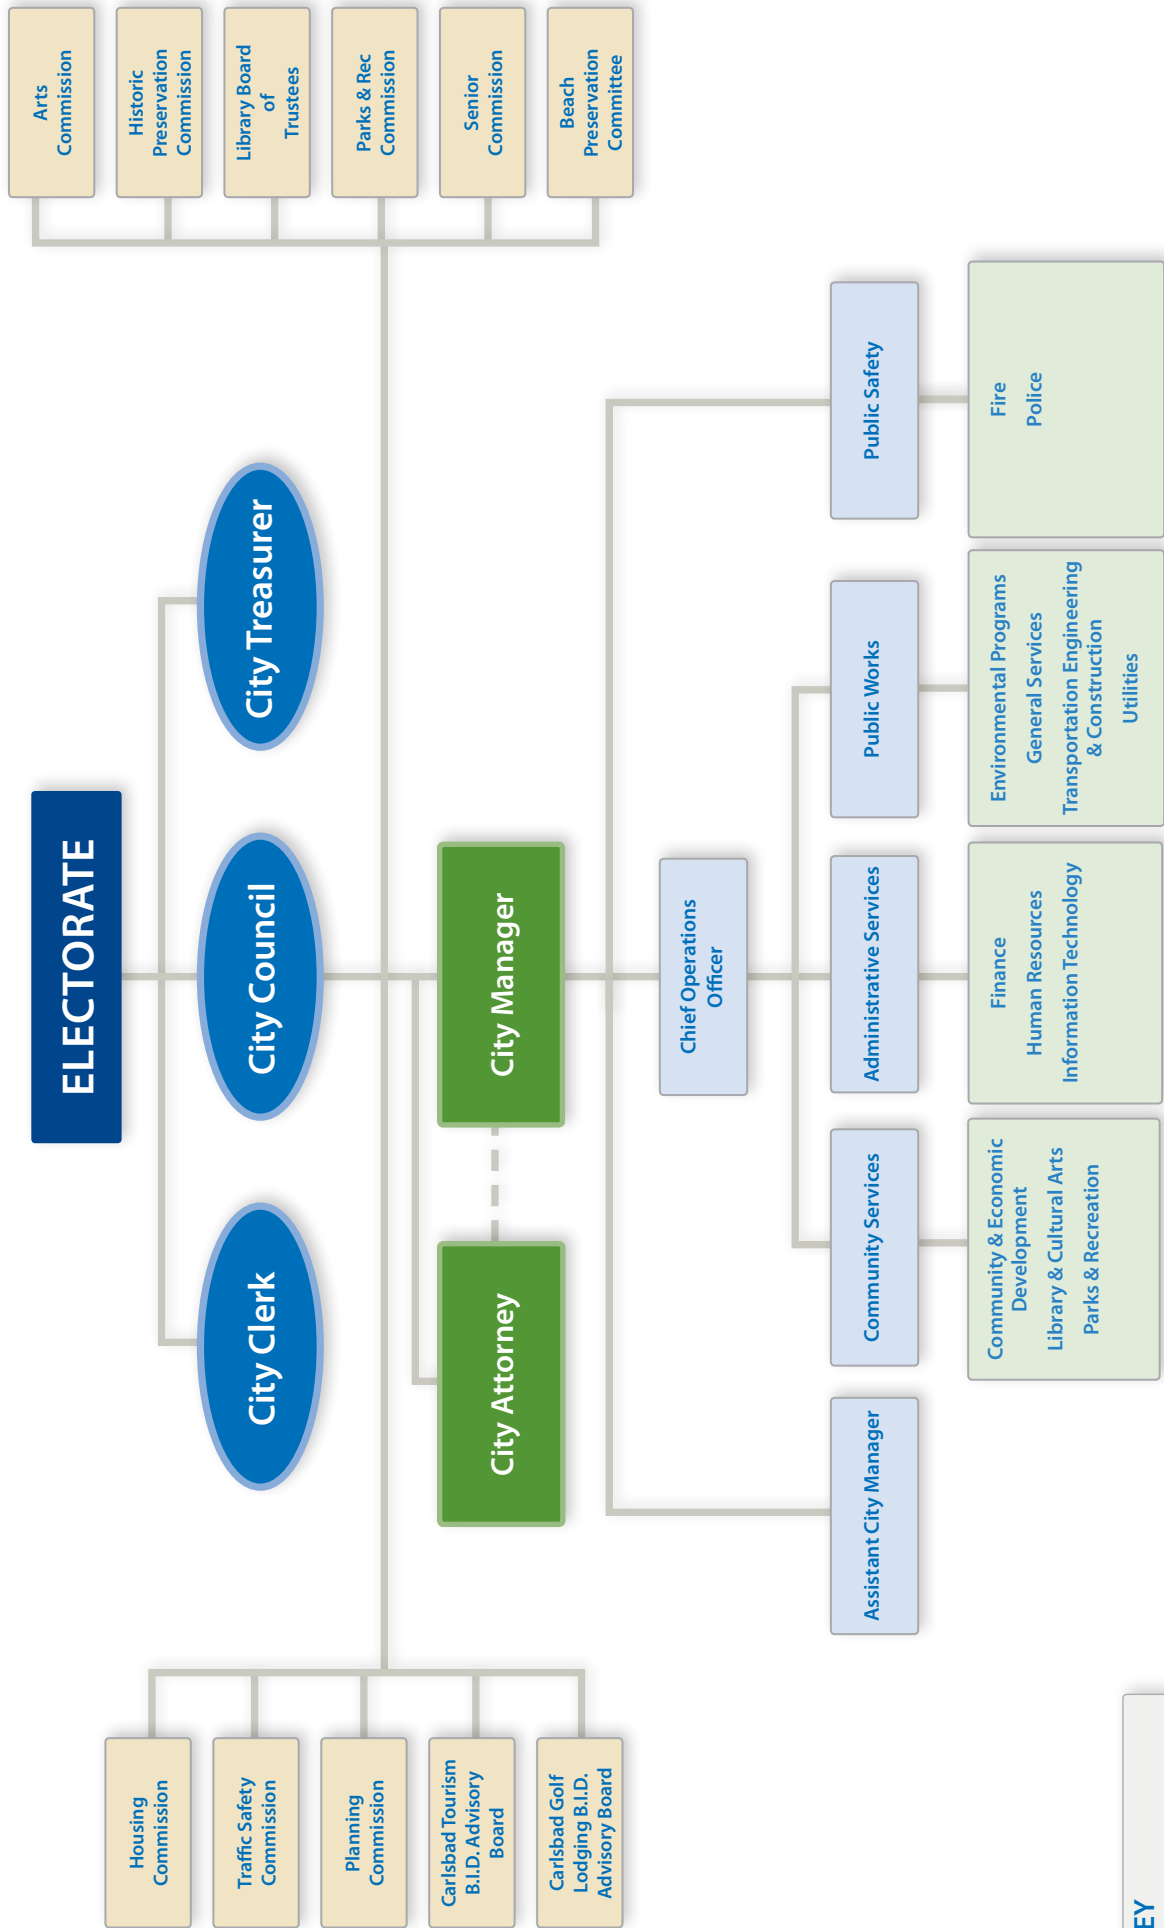 ELECTORATE
City Clerk
City Council
City Treasurer
Housing
Commission
Traffic Safety
Commission
Planning
Commission
Carlsbad Tourism
B.I.D. Advisory
Board
Carlsbad Golf
Lodging B.I.D.
Advisory Board
Arts
Commission
Historic
Preservation
Commission
Library Board
of
Trustees
Parks & Rec
Commission
Senior
Commission
Beach
Preservation
Committee
City Attorney
City Manager
Chief Operations
Officer
Assistant City Manager
Community Services
Administrative Services
Public Works
Public Safety
Community & Economic
Development
Library & Cultural Arts
Parks & Recreation
Finance
Human Resources
Information Technology
Environmental Programs
General Services
Transportation Engineering
& Construction
Utilities
Fire
Police
EY